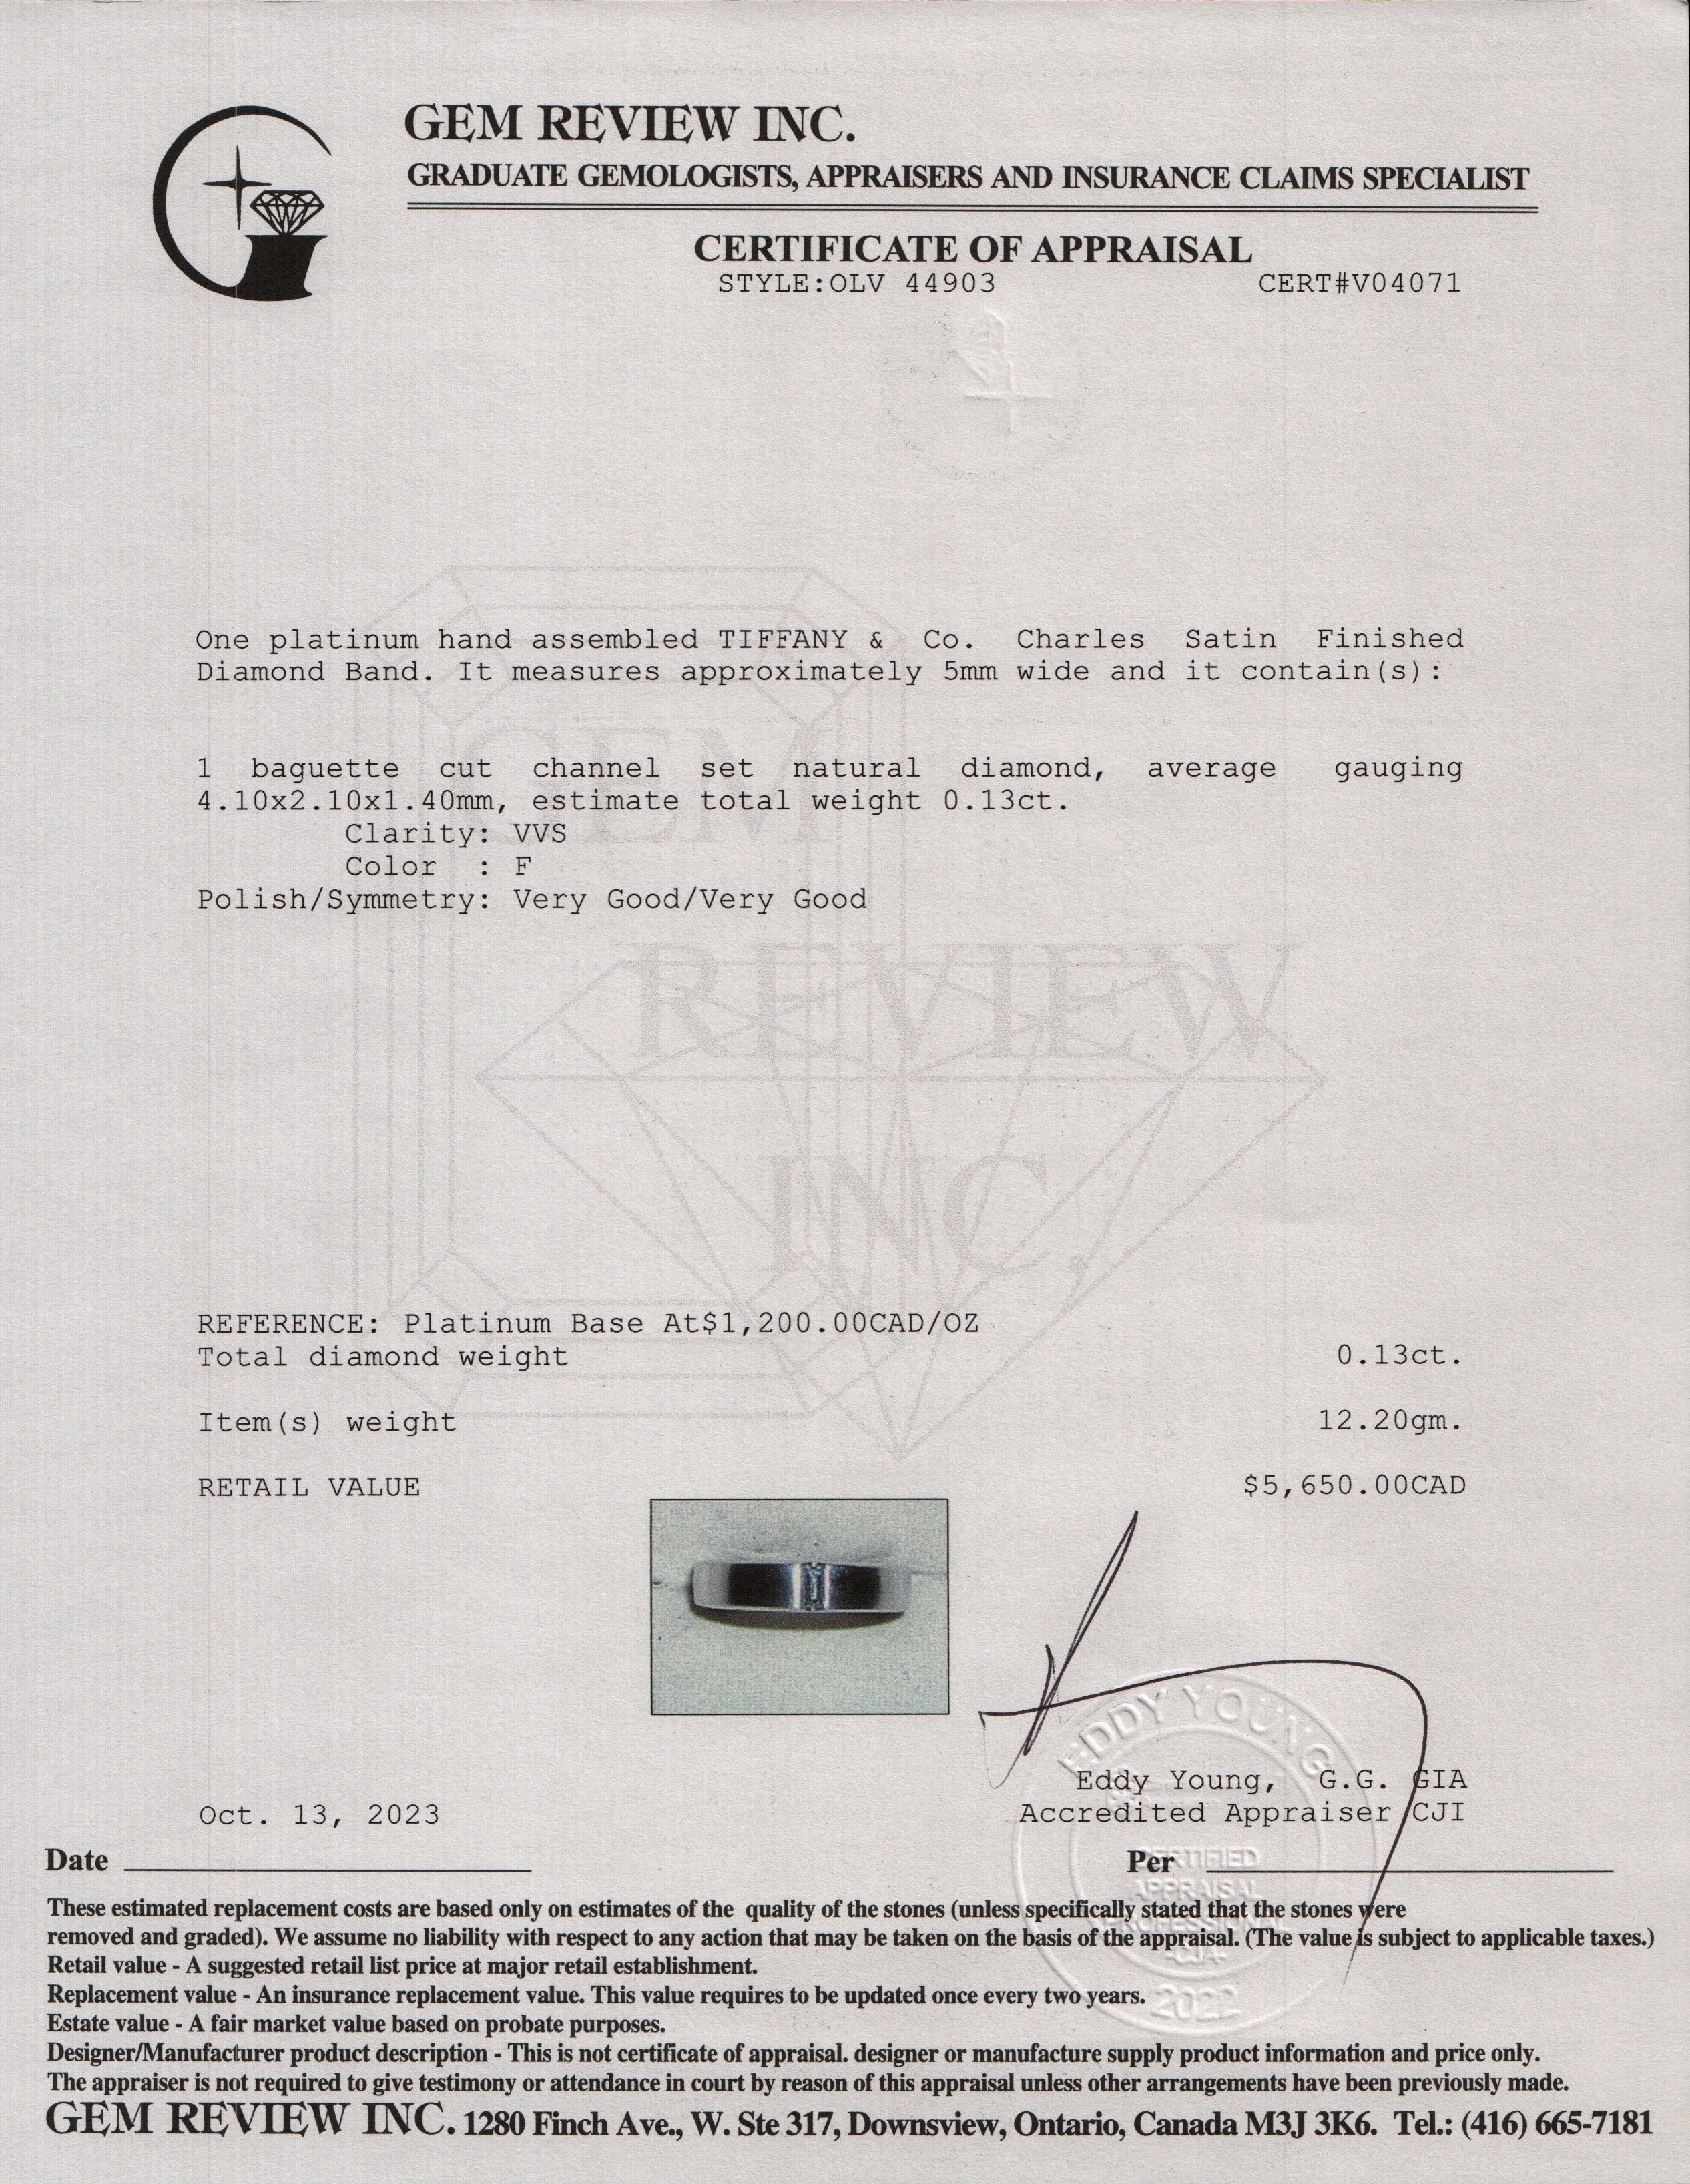 GEM REVIEW INC.
GRADUATE GEMOLOGISTS, APPRAISERS AND INSURANCE CLAIMS SPECIALIST
CERTIFICATE OF APPRAISAL
STYLE:OLV 44903 CERT#V04071
One platinum hand assembled TIFFANY & Co. Charles Satin Finished
Diamond Band. It measures approximately 5mm wide and it contain(s):
GEM
1 baguette cut channel set natural diamond, average gauging
4.10x2.10x1.40mm, estimate total weight 0.13ct.
Clarity: VVS
Color : F
Polish/Symmetry: Very Good/Very Good
REVIEW
INC.
REFERENCE: Platinum Base At$1,200.00CAD/OZ
Total diamond weight 0.13ct.
Item(s) weight 12.20gm.
RETAIL VALUE $5,650.00CAD
EDDY YOUNG
Eddy Young, G.G. GIA
Oct. 13, 2023 Accredited Appraiser CJI
Date Per
CERTIFIED
APPRAISAL
PROFESSIONAL
CJA
2022
These estimated replacement costs are based only on estimates of the quality of the stones (unless specifically stated that the stones were
removed and graded). We assume no liability with respect to any action that may be taken on the basis of the appraisal. (The value is subject to applicable taxes.)
Retail value - A suggested retail list price at major retail establishment.
Replacement value - An insurance replacement value. This value requires to be updated once every two years.
Estate value - A fair market value based on probate purposes.
Designer/Manufacturer product description - This is not certificate of appraisal. designer or manufacture supply product information and price only.
The appraiser is not required to give testimony or attendance in court by reason of this appraisal unless other arrangements have been previously made.
GEM REVIEW INC. 1280 Finch Ave., W. Ste 317, Downsview, Ontario, Canada M3J 3K6. Tel.: (416) 665-7181